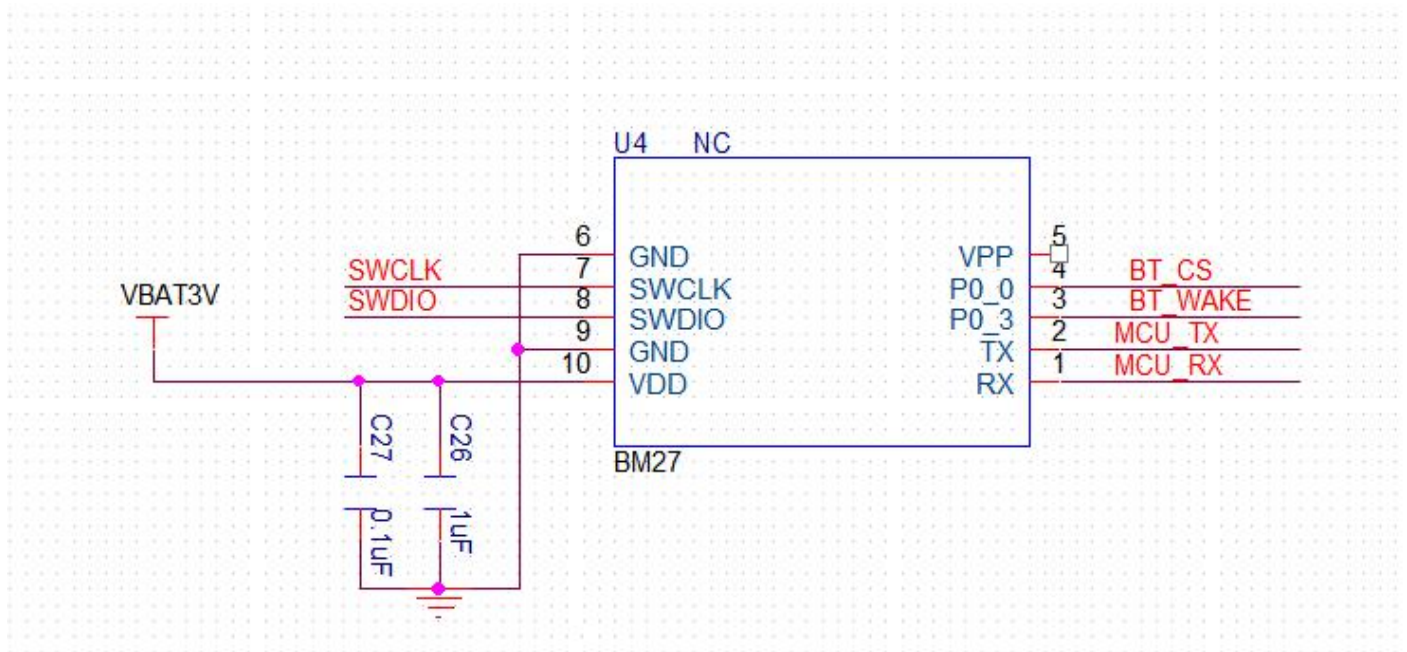 U4 NC
6 GND VPP 5
SWCLK 7 SWCLK P0_0 4 BT_CS
VBAT3V
SWDIO 8 SWDIO P0_3 3 BT_WAKE
9 GND TX 2 MCU_TX
10 VDD RX 1 MCU_RX
C27 C26
BM27
0.1uF 1uF